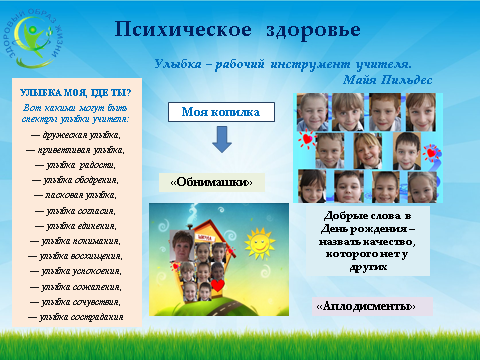 ЗДОРОВЫЙ ОБРАЗ ЖИЗНИ
Психическое здоровье
Улыбка – рабочий инструмент учителя.
Майя Пильдес
УЛЫБКА МОЯ, ГДЕ ТЫ?
Вот какими могут быть
спектры улыбки учителя:
— дружеская улыбка,
— приветливая улыбка,
— улыбка радости,
— улыбка ободрения,
— ласковая улыбка,
— улыбка согласия,
— улыбка единения,
— улыбка понимания,
— улыбка восхищения,
— улыбка успокоения,
— улыбка сожаления,
— улыбка сочувствия,
— улыбка сострадания
Моя копилка
«Обнимашки»
Добрые слова в
День рождения –
назвать качество,
которого нет у
других
«Аплодисменты»